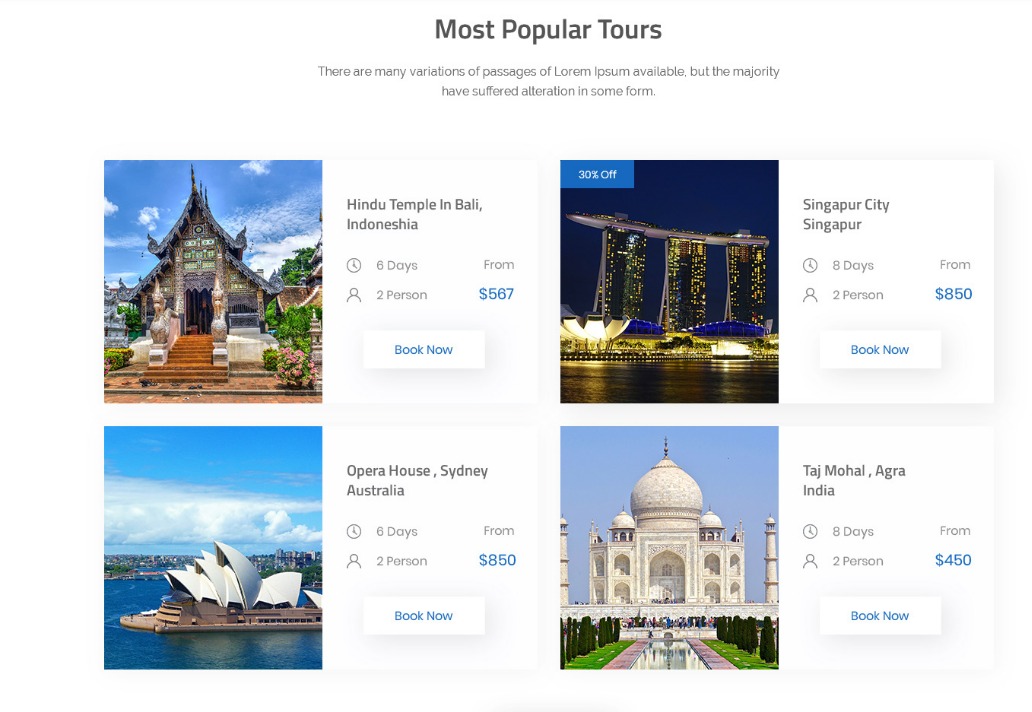 Most Popular Tours
There are many variations of passages of Lorem Ipsum available, but the majority
have suffered alteration in some form.
Hindu Temple In Bali,
Indoneshia
6 Days From
2 Person $567
Book Now
30% Off
Singapur City
Singapur
8 Days From
2 Person $850
Book Now
Opera House , Sydney
Australia
6 Days From
2 Person $850
Book Now
Taj Mohal , Agra
India
8 Days From
2 Person $450
Book Now